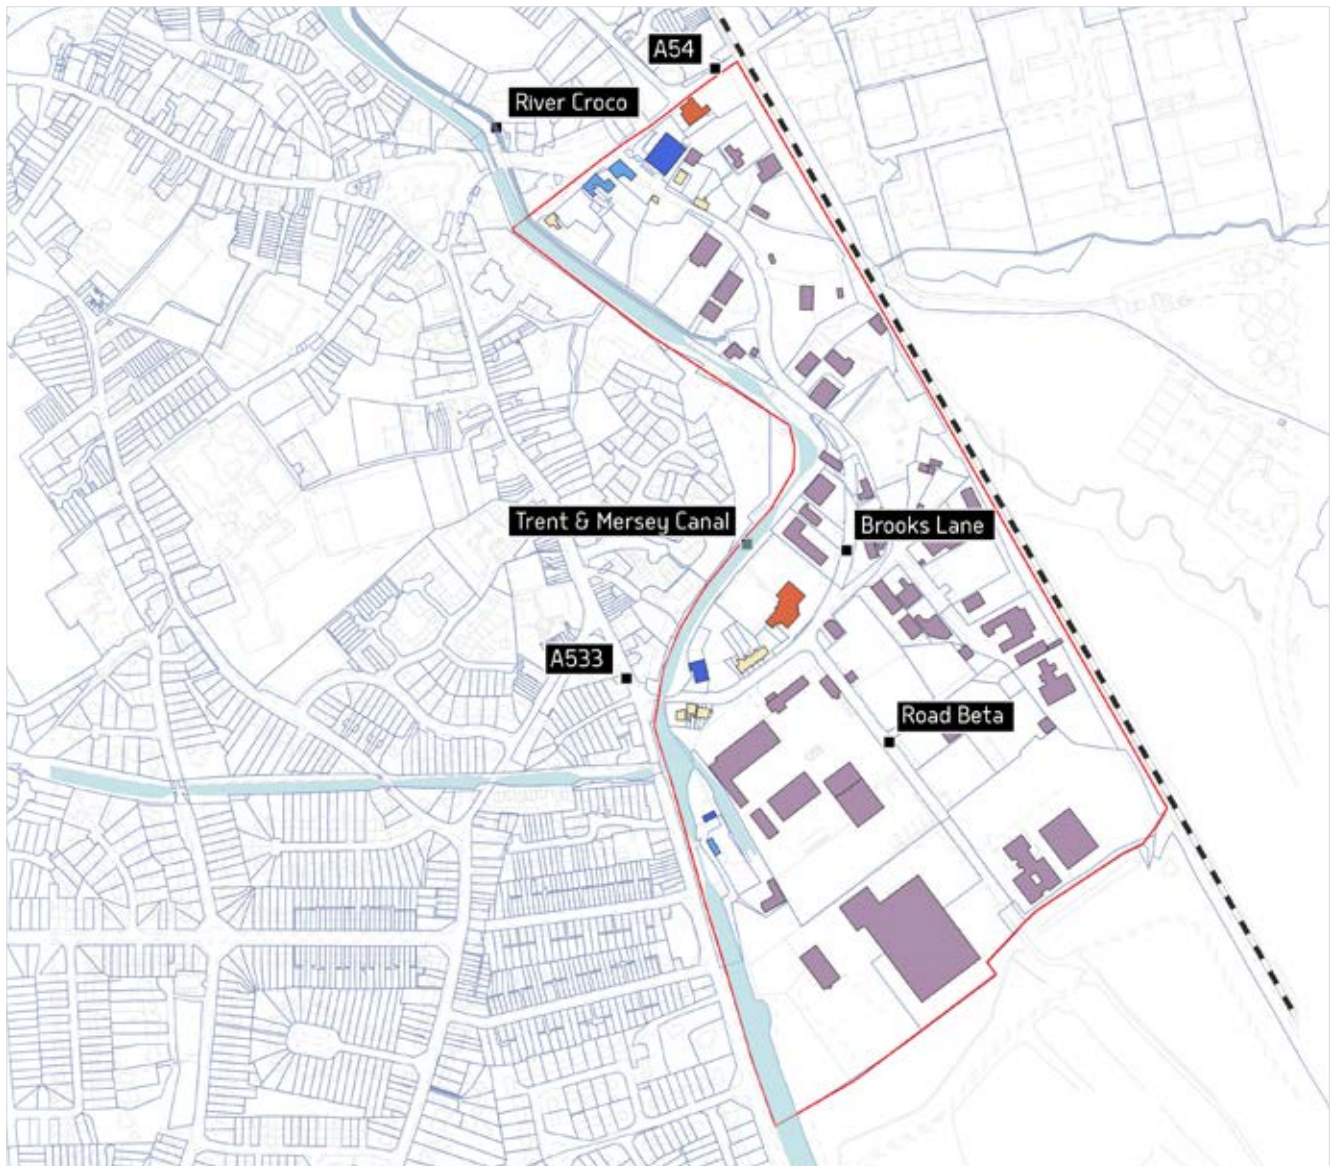 A54
River Croco
Trent & Mersey Canal
Brooks Lane
A533
Road Beta